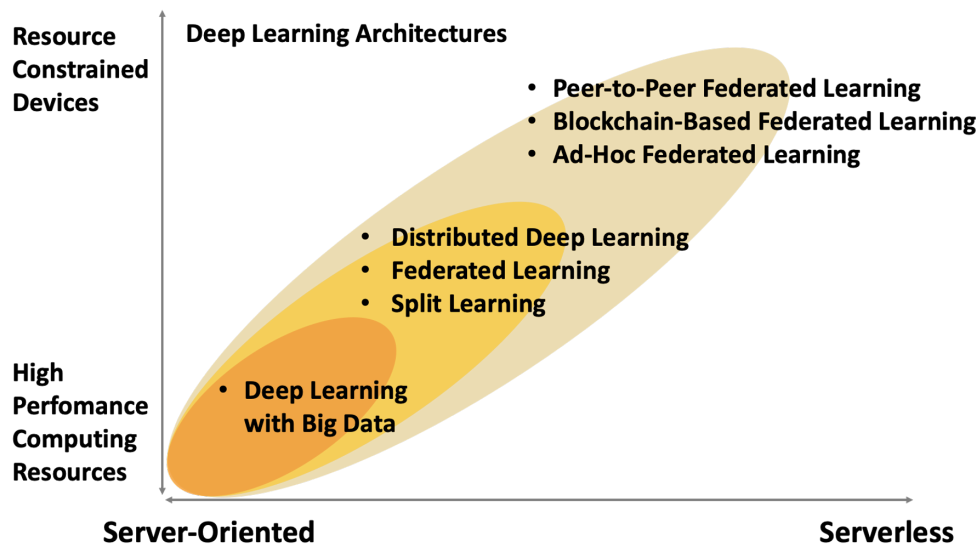 Resource
Constrained
Devices
Deep Learning Architectures
• Peer-to-Peer Federated Learning
• Blockchain-Based Federated Learning
• Ad-Hoc Federated Learning
• Distributed Deep Learning
• Federated Learning
• Split Learning
High
Perfomance
Computing
Resources
• Deep Learning
with Big Data
Server-Oriented
Serverless